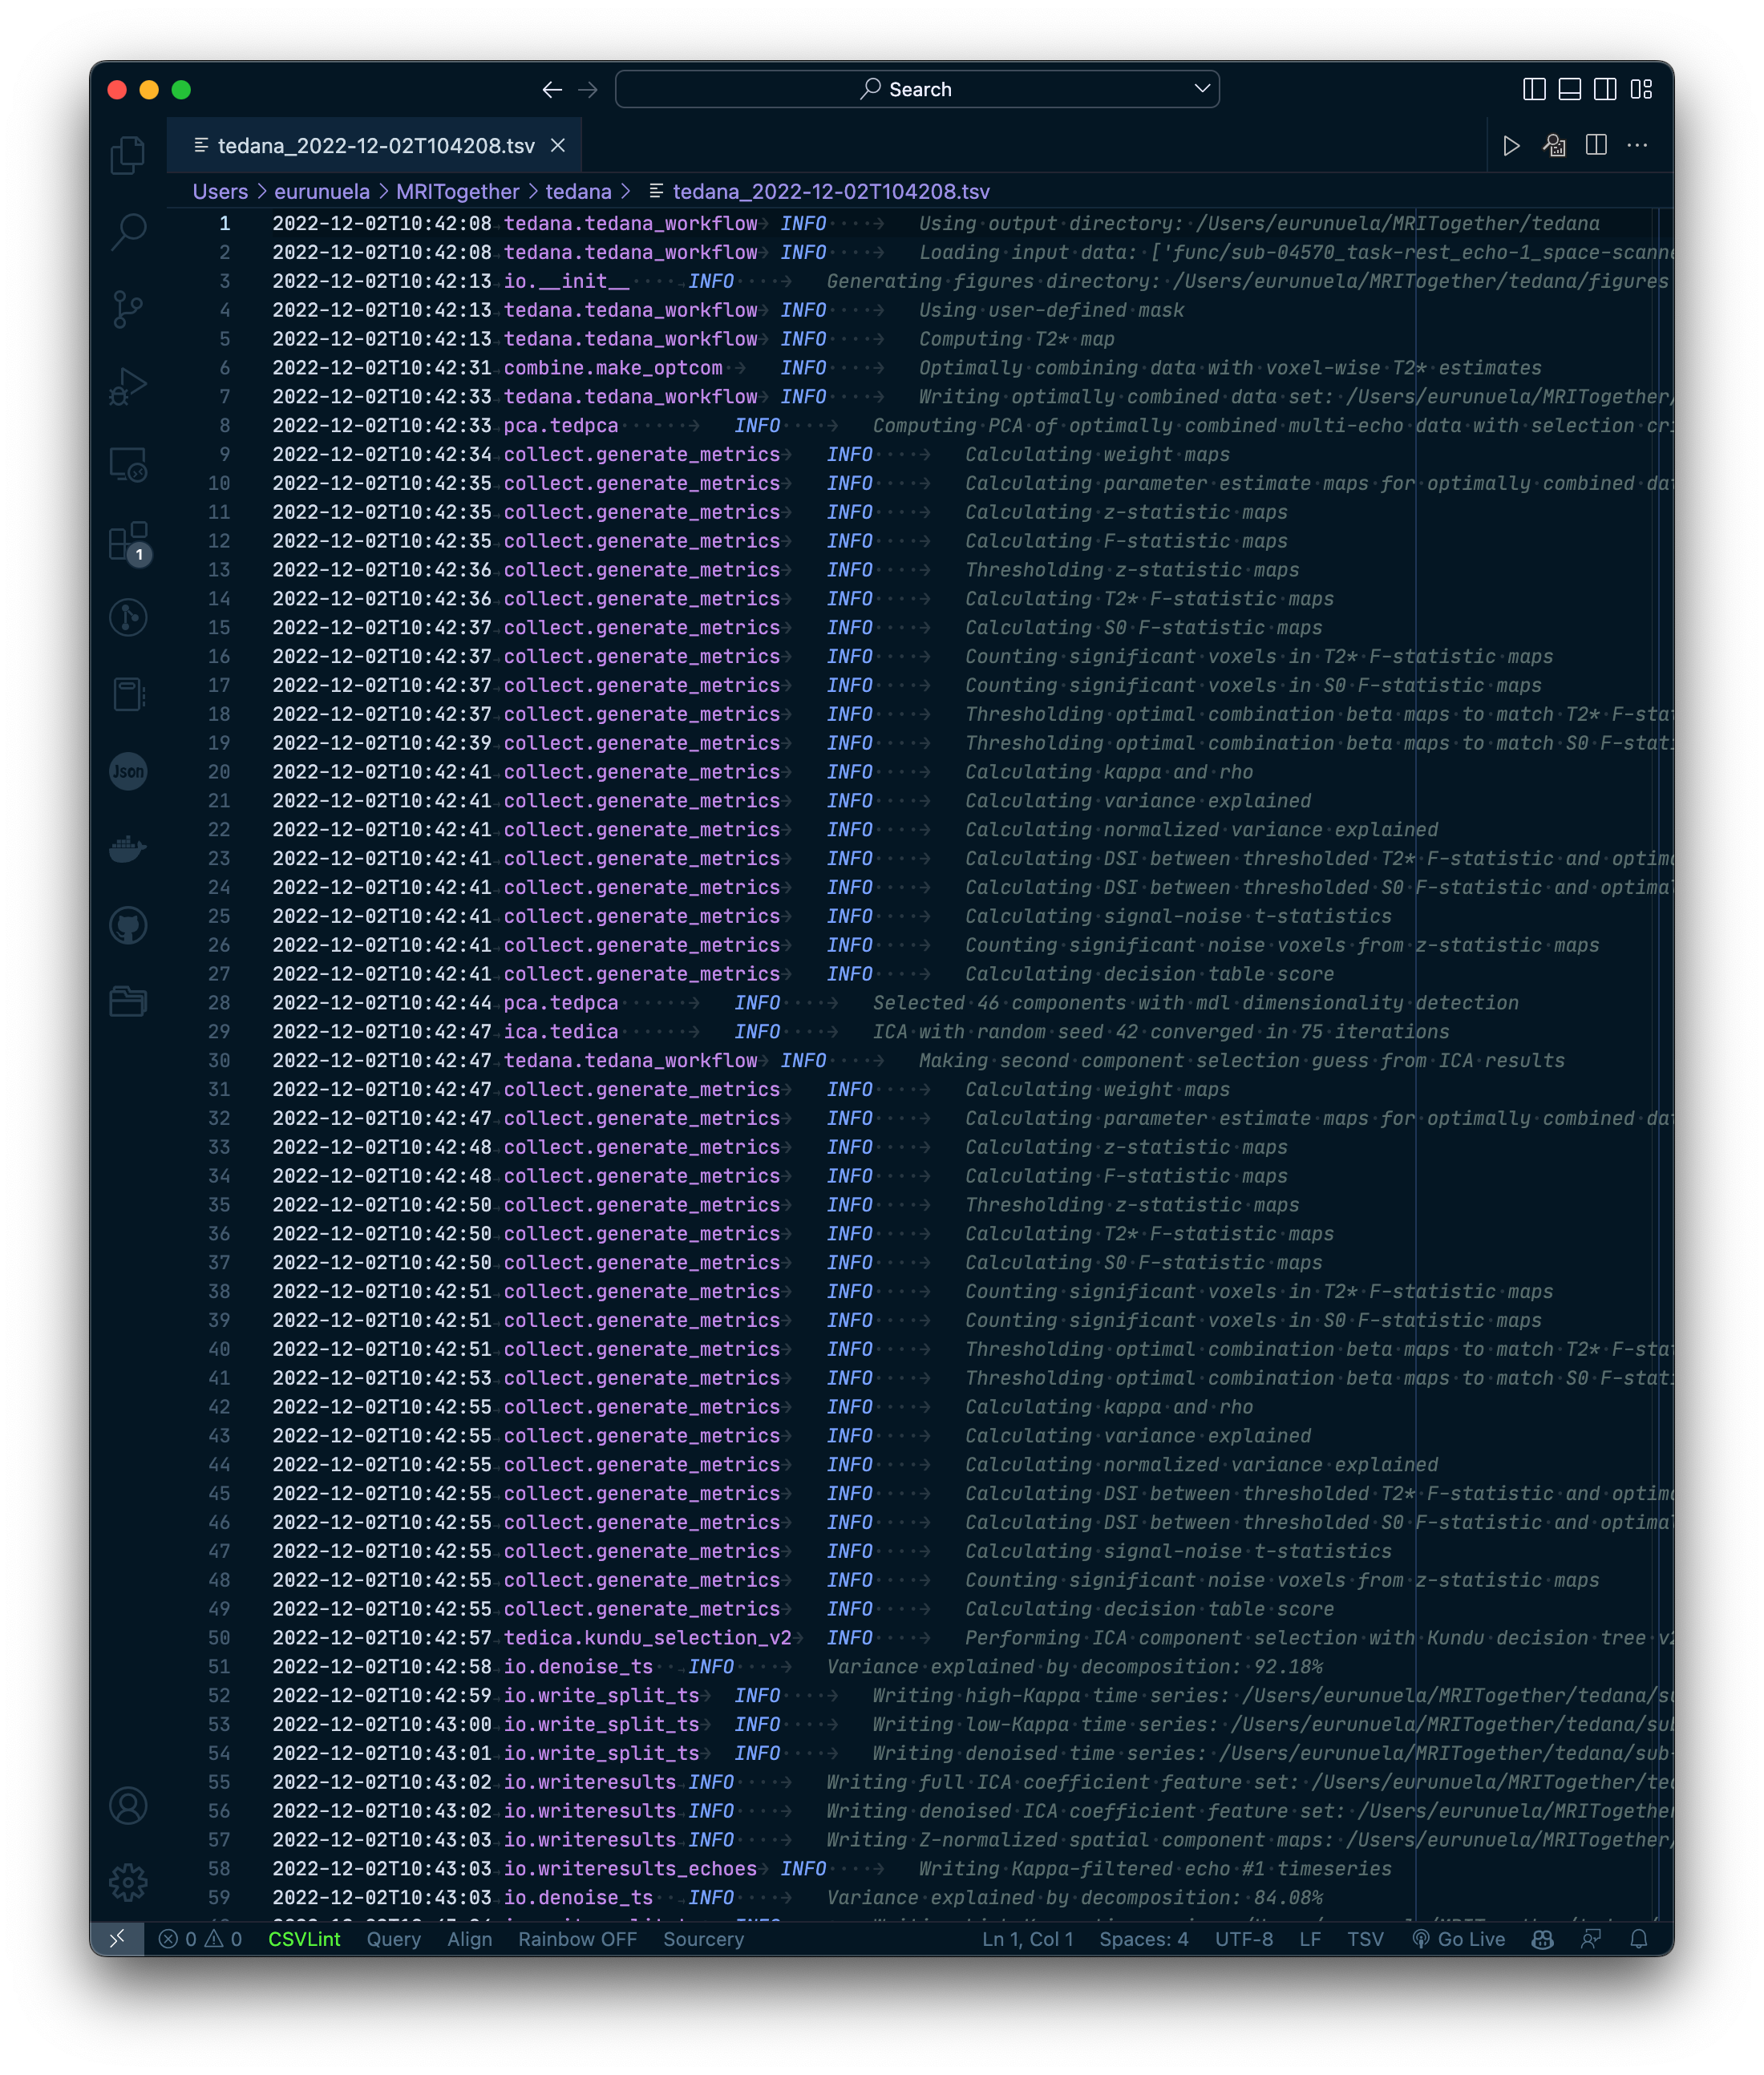 Search
tedana_2022-12-02T104208.tsv
Users > eurunuela > MRITogether > tedana > tedana_2022-12-02T104208.tsv
1 2022-12-02T10:42:08 tedana.tedana_workflow INFO Using output directory: /Users/eurunuela/MRITogether/tedana
2 2022-12-02T10:42:08 tedana.tedana_workflow INFO Loading input data: ['func/sub-04570_task-rest_echo-1_space-scann
3 2022-12-02T10:42:13 io.__init__ INFO Generating figures directory: /Users/eurunuela/MRITogether/tedana/figures
4 2022-12-02T10:42:13 tedana.tedana_workflow INFO Using user-defined mask
5 2022-12-02T10:42:13 tedana.tedana_workflow INFO Computing T2* map
6 2022-12-02T10:42:31 combine.make_optcom INFO Optimally combining data with voxel-wise T2* estimates
7 2022-12-02T10:42:33 tedana.tedana_workflow INFO Writing optimally combined data set: /Users/eurunuela/MRITogether/
8 2022-12-02T10:42:33 pca.tedpca INFO Computing PCA of optimally combined multi-echo data with selection cri
9 2022-12-02T10:42:34 collect.generate_metrics INFO Calculating weight maps
10 2022-12-02T10:42:35 collect.generate_metrics INFO Calculating parameter estimate maps for optimally combined dat
11 2022-12-02T10:42:35 collect.generate_metrics INFO Calculating z-statistic maps
12 2022-12-02T10:42:35 collect.generate_metrics INFO Calculating F-statistic maps
13 2022-12-02T10:42:36 collect.generate_metrics INFO Thresholding z-statistic maps
14 2022-12-02T10:42:36 collect.generate_metrics INFO Calculating T2* F-statistic maps
15 2022-12-02T10:42:37 collect.generate_metrics INFO Calculating S0 F-statistic maps
16 2022-12-02T10:42:37 collect.generate_metrics INFO Counting significant voxels in T2* F-statistic maps
17 2022-12-02T10:42:37 collect.generate_metrics INFO Counting significant voxels in S0 F-statistic maps
18 2022-12-02T10:42:37 collect.generate_metrics INFO Thresholding optimal combination beta maps to match T2* F-stat
19 2022-12-02T10:42:39 collect.generate_metrics INFO Thresholding optimal combination beta maps to match S0 F-stati
20 2022-12-02T10:42:41 collect.generate_metrics INFO Calculating kappa and rho
21 2022-12-02T10:42:41 collect.generate_metrics INFO Calculating variance explained
22 2022-12-02T10:42:41 collect.generate_metrics INFO Calculating normalized variance explained
23 2022-12-02T10:42:41 collect.generate_metrics INFO Calculating DSI between thresholded T2* F-statistic and optim
24 2022-12-02T10:42:41 collect.generate_metrics INFO Calculating DSI between thresholded S0 F-statistic and optimal
25 2022-12-02T10:42:41 collect.generate_metrics INFO Calculating signal-noise t-statistics
26 2022-12-02T10:42:41 collect.generate_metrics INFO Counting significant noise voxels from z-statistic maps
27 2022-12-02T10:42:41 collect.generate_metrics INFO Calculating decision table score
28 2022-12-02T10:42:44 pca.tedpca INFO Selected 46 components with mdl dimensionality detection
29 2022-12-02T10:42:47 ica.tedica INFO ICA with random seed 42 converged in 75 iterations
30 2022-12-02T10:42:47 tedana.tedana_workflow INFO Making second component selection guess from ICA results
31 2022-12-02T10:42:47 collect.generate_metrics INFO Calculating weight maps
32 2022-12-02T10:42:47 collect.generate_metrics INFO Calculating parameter estimate maps for optimally combined dat
33 2022-12-02T10:42:48 collect.generate_metrics INFO Calculating z-statistic maps
34 2022-12-02T10:42:48 collect.generate_metrics INFO Calculating F-statistic maps
35 2022-12-02T10:42:50 collect.generate_metrics INFO Thresholding z-statistic maps
36 2022-12-02T10:42:50 collect.generate_metrics INFO Calculating T2* F-statistic maps
37 2022-12-02T10:42:50 collect.generate_metrics INFO Calculating S0 F-statistic maps
38 2022-12-02T10:42:51 collect.generate_metrics INFO Counting significant voxels in T2* F-statistic maps
39 2022-12-02T10:42:51 collect.generate_metrics INFO Counting significant voxels in S0 F-statistic maps
40 2022-12-02T10:42:51 collect.generate_metrics INFO Thresholding optimal combination beta maps to match T2* F-stat
41 2022-12-02T10:42:53 collect.generate_metrics INFO Thresholding optimal combination beta maps to match S0 F-stati
42 2022-12-02T10:42:55 collect.generate_metrics INFO Calculating kappa and rho
43 2022-12-02T10:42:55 collect.generate_metrics INFO Calculating variance explained
44 2022-12-02T10:42:55 collect.generate_metrics INFO Calculating normalized variance explained
45 2022-12-02T10:42:55 collect.generate_metrics INFO Calculating DSI between thresholded T2* F-statistic and optim
46 2022-12-02T10:42:55 collect.generate_metrics INFO Calculating DSI between thresholded S0 F-statistic and optimal
47 2022-12-02T10:42:55 collect.generate_metrics INFO Calculating signal-noise t-statistics
48 2022-12-02T10:42:55 collect.generate_metrics INFO Counting significant noise voxels from z-statistic maps
49 2022-12-02T10:42:55 collect.generate_metrics INFO Calculating decision table score
50 2022-12-02T10:42:57 tedica.kundu_selection_v2 INFO Performing ICA component selection with Kundu decision tree v2
51 2022-12-02T10:42:58 io.denoise_ts INFO Variance explained by decomposition: 92.18%
52 2022-12-02T10:42:59 io.write_split_ts INFO Writing high-Kappa time series: /Users/eurunuela/MRITogether/tedana/su
53 2022-12-02T10:43:00 io.write_split_ts INFO Writing low-Kappa time series: /Users/eurunuela/MRITogether/tedana/sub
54 2022-12-02T10:43:01 io.write_split_ts INFO Writing denoised time series: /Users/eurunuela/MRITogether/tedana/sub-
55 2022-12-02T10:43:02 io.writeresults INFO Writing full ICA coefficient feature set: /Users/eurunuela/MRITogether/ted
56 2022-12-02T10:43:02 io.writeresults INFO Writing denoised ICA coefficient feature set: /Users/eurunuela/MRITogether
57 2022-12-02T10:43:03 io.writeresults INFO Writing Z-normalized spatial component maps: /Users/eurunuela/MRITogether/
58 2022-12-02T10:43:03 io.writeresults_echoes INFO Writing Kappa-filtered echo #1 timeseries
59 2022-12-02T10:43:03 io.denoise_ts INFO Variance explained by decomposition: 84.08%
1
Json
0 0 CSVLint Query Align Rainbow OFF Sourcery Ln 1, Col 1 Spaces: 4 UTF-8 LF TSV Go Live